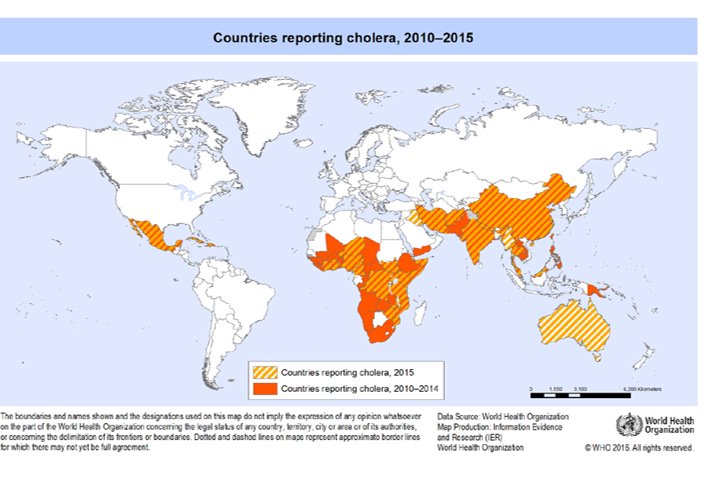 Countries reporting cholera, 2010–2015
Countries reporting cholera, 2015
Countries reporting cholera, 2010–2014
0 1,550 3,100 6,200 Kilometers
The boundaries and names shown and the designations used on this map do not imply the expression of any opinion whatsoever
on the part of the World Health Organization concerning the legal status of any country, territory, city or area or of its authorities,
or concerning the delimitation of its frontiers or boundaries. Dotted and dashed lines on maps represent approximate border lines
for which there may not yet be full agreement.
Data Source: World Health Organization
Map Production: Information Evidence
and Research (IER)
World Health Organization
World Health
Organization
© WHO 2016. All rights reserved.